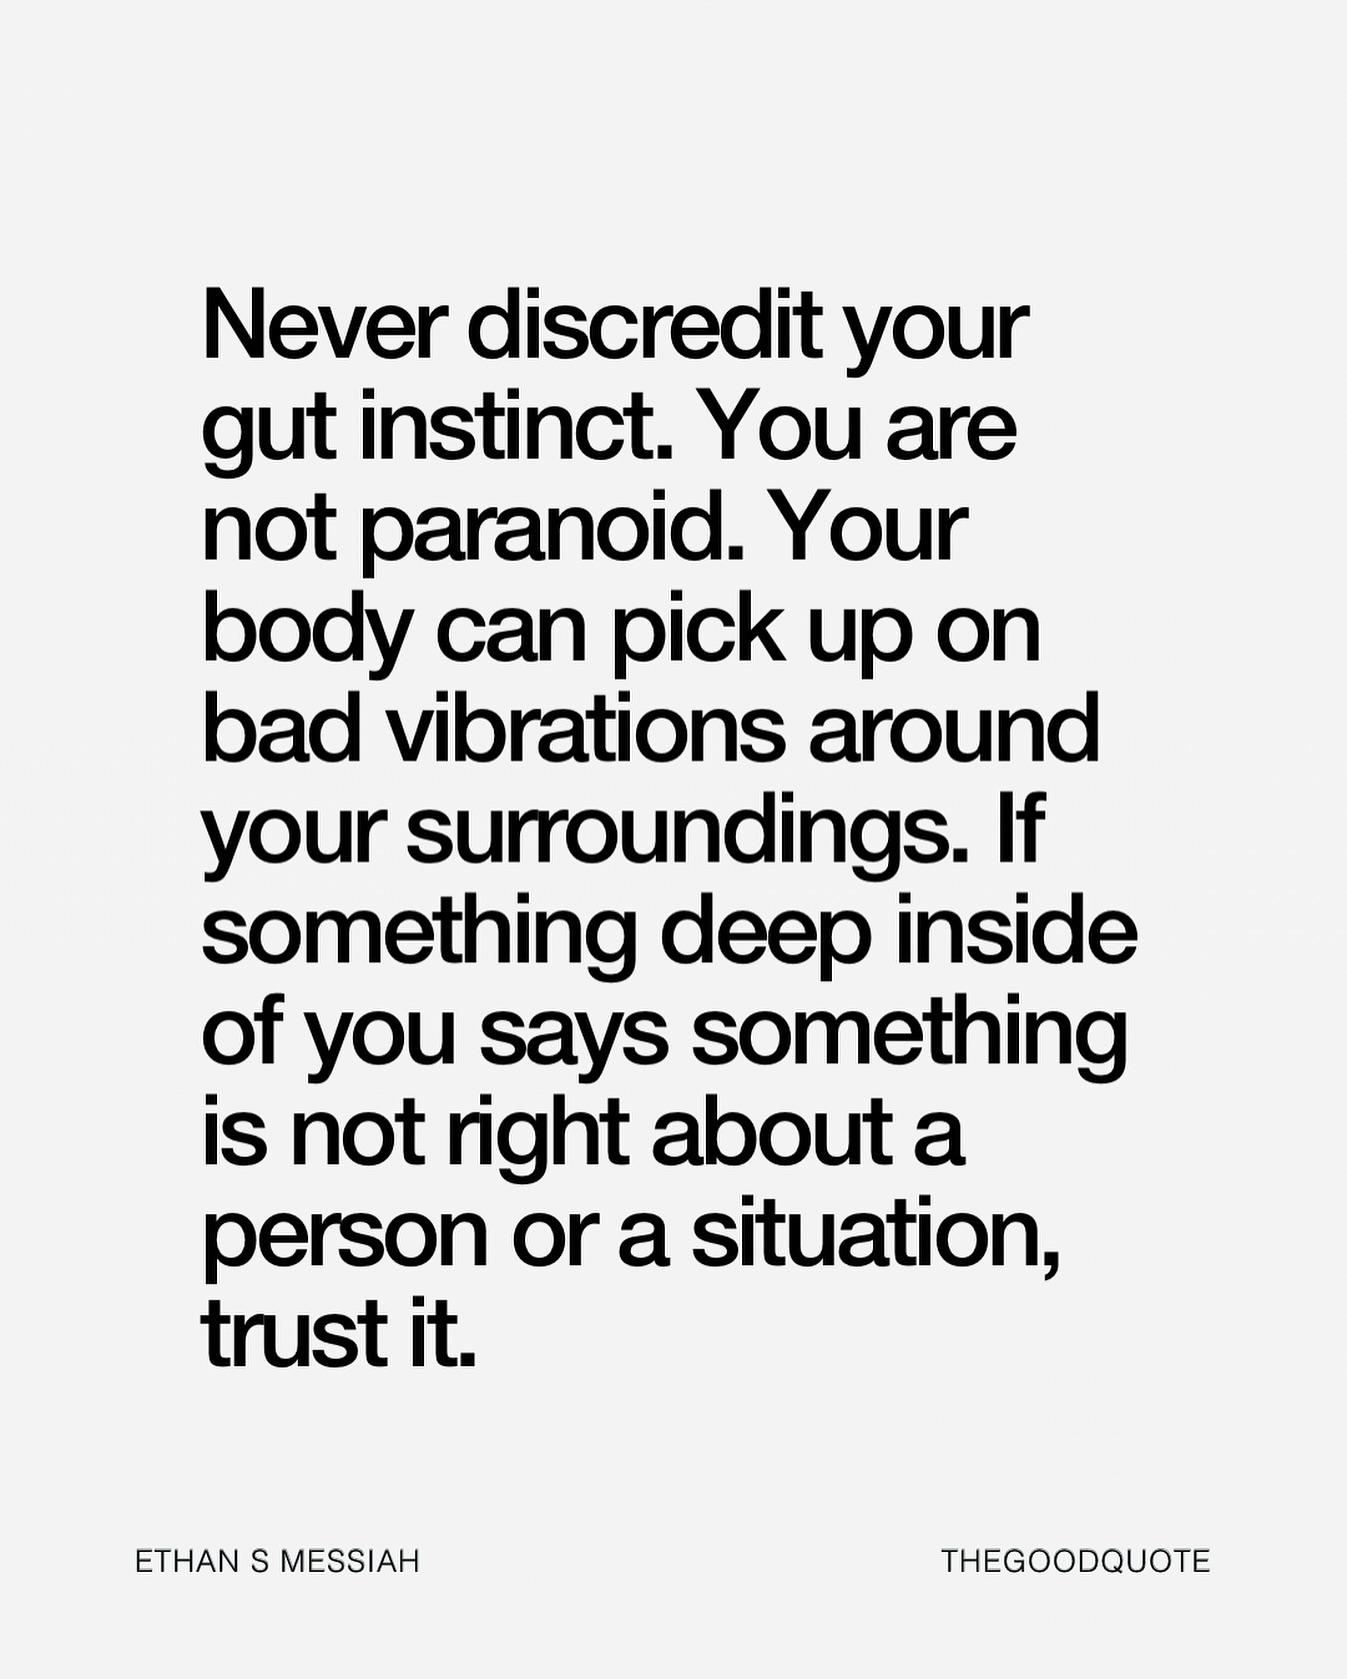 Never discredit your
gut instinct. You are
not paranoid. Your
body can pick up on
bad vibrations around
your surroundings. If
something deep inside
of you says something
is not right about a
person or a situation,
trust it.
ETHAN S MESSIAH
THEGOODQUOTE